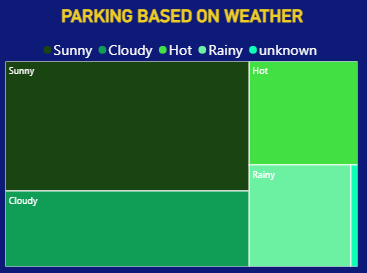 PARKING BASED ON WEATHER
Sunny Cloudy Hot Rainy unknown
Sunny
Hot
Rainy
Cloudy